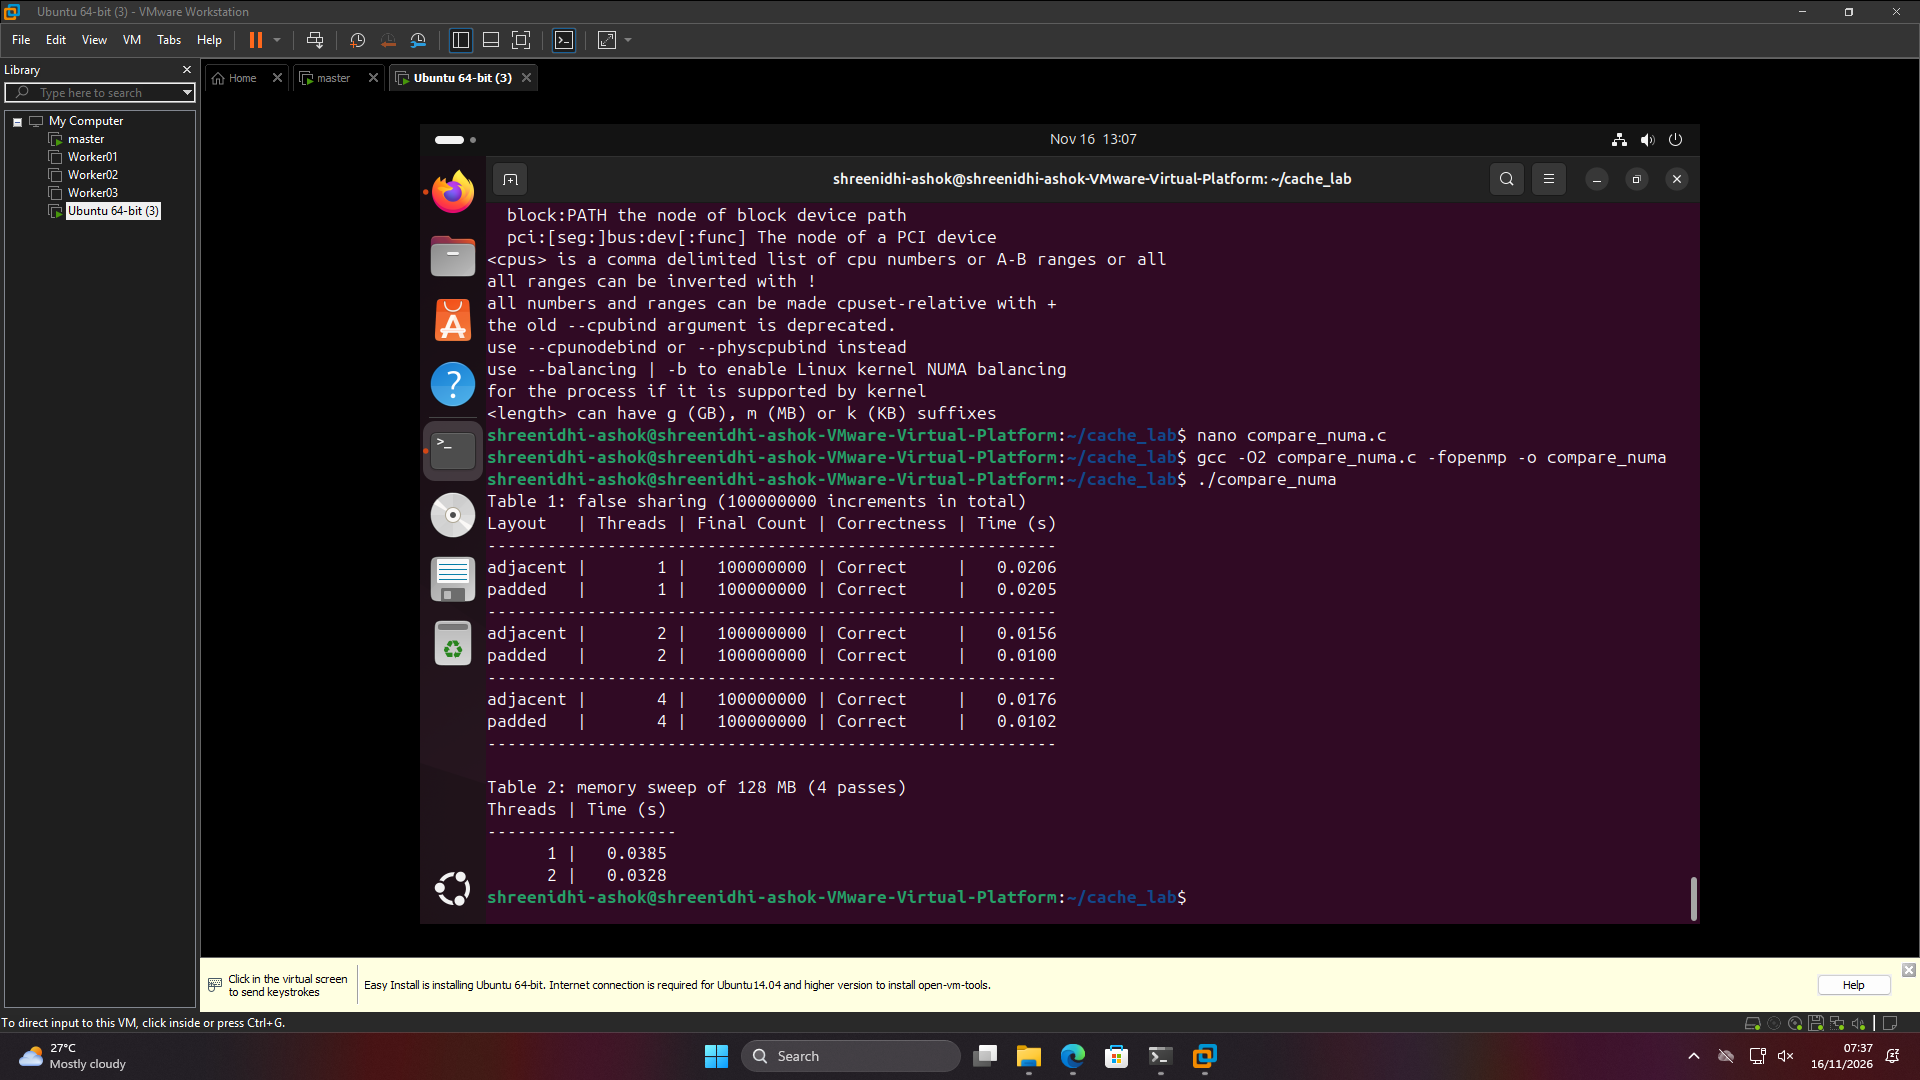 Ubuntu 64-bit (3) - VMware Workstation
File Edit View VM Tabs Help
Library
Type here to search
My Computer
master
Worker01
Worker02
Worker03
Ubuntu 64-bit (3)
Home
master
Ubuntu 64-bit (3)
Nov 16 13:07
shreenidhi-ashok@shreenidhi-ashok-VMware-Virtual-Platform: ~/cache_lab
block:PATH the node of block device path
pci:[seg:]bus:dev[:func] The node of a PCI device
<cpus> is a comma delimited list of cpu numbers or A-B ranges or all
all ranges can be inverted with !
all numbers and ranges can be made cpuset-relative with +
the old --cpubind argument is deprecated.
use --cpunodebind or --physcpubind instead
use --balancing | -b to enable Linux kernel NUMA balancing
for the process if it is supported by kernel
<length> can have g (GB), m (MB) or k (KB) suffixes
shreenidhi-ashok@shreenidhi-ashok-VMware-Virtual-Platform:~/cache_lab$ nano compare_numa.c
shreenidhi-ashok@shreenidhi-ashok-VMware-Virtual-Platform:~/cache_lab$ gcc -O2 compare_numa.c -fopenmp -o compare_numa
shreenidhi-ashok@shreenidhi-ashok-VMware-Virtual-Platform:~/cache_lab$ ./compare_numa
Table 1: false sharing (100000000 increments in total)
Layout   | Threads | Final Count | Correctness | Time (s)
---------------------------------------------------------
adjacent |       1 |   100000000 | Correct     |   0.0206
padded   |       1 |   100000000 | Correct     |   0.0205
---------------------------------------------------------
adjacent |       2 |   100000000 | Correct     |   0.0156
padded   |       2 |   100000000 | Correct     |   0.0100
---------------------------------------------------------
adjacent |       4 |   100000000 | Correct     |   0.0176
padded   |       4 |   100000000 | Correct     |   0.0102
---------------------------------------------------------
Table 2: memory sweep of 128 MB (4 passes)
Threads | Time (s)
-------------------
1 |   0.0385
2 |   0.0328
shreenidhi-ashok@shreenidhi-ashok-VMware-Virtual-Platform:~/cache_lab$
Click in the virtual screen
to send keystrokes
Easy Install is installing Ubuntu 64-bit. Internet connection is required for Ubuntu14.04 and higher version to install open-vm-tools.
Help
To direct input to this VM, click inside or press Ctrl+G.
27°C
Mostly cloudy
Search
07:37
16/11/2026